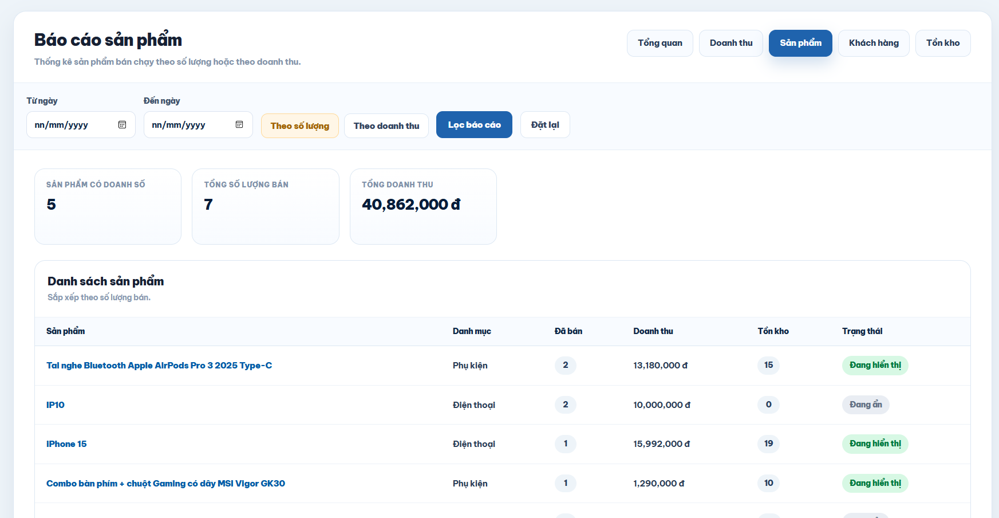 Báo cáo sản phẩm
Thống kê sản phẩm bán chạy theo số lượng hoặc theo doanh thu.
Tổng quan
Doanh thu
Sản phẩm
Khách hàng
Tồn kho
Từ ngày
Đến ngày
nn/mm/yyyy
nn/mm/yyyy
Theo số lượng
Theo doanh thu
Lọc báo cáo
Đặt lại
SẢN PHẨM CÓ DOANH SỐ
5
TỔNG SỐ LƯỢNG BÁN
7
TỔNG DOANH THU
40,862,000 đ
Danh sách sản phẩm
Sắp xếp theo số lượng bán.
Sản phẩm Danh mục Đã bán Doanh thu Tồn kho Trạng thái
Tai nghe Bluetooth Apple AirPods Pro 3 2025 Type-C Phụ kiện 2 13,180,000 đ 15 Đang hiển thị
IP10 Điện thoại 2 10,000,000 đ 0 Đang ẩn
iPhone 15 Điện thoại 1 15,992,000 đ 19 Đang hiển thị
Combo bàn phím + chuột Gaming có dây MSI Vigor GK30 Phụ kiện 1 1,290,000 đ 10 Đang hiển thị